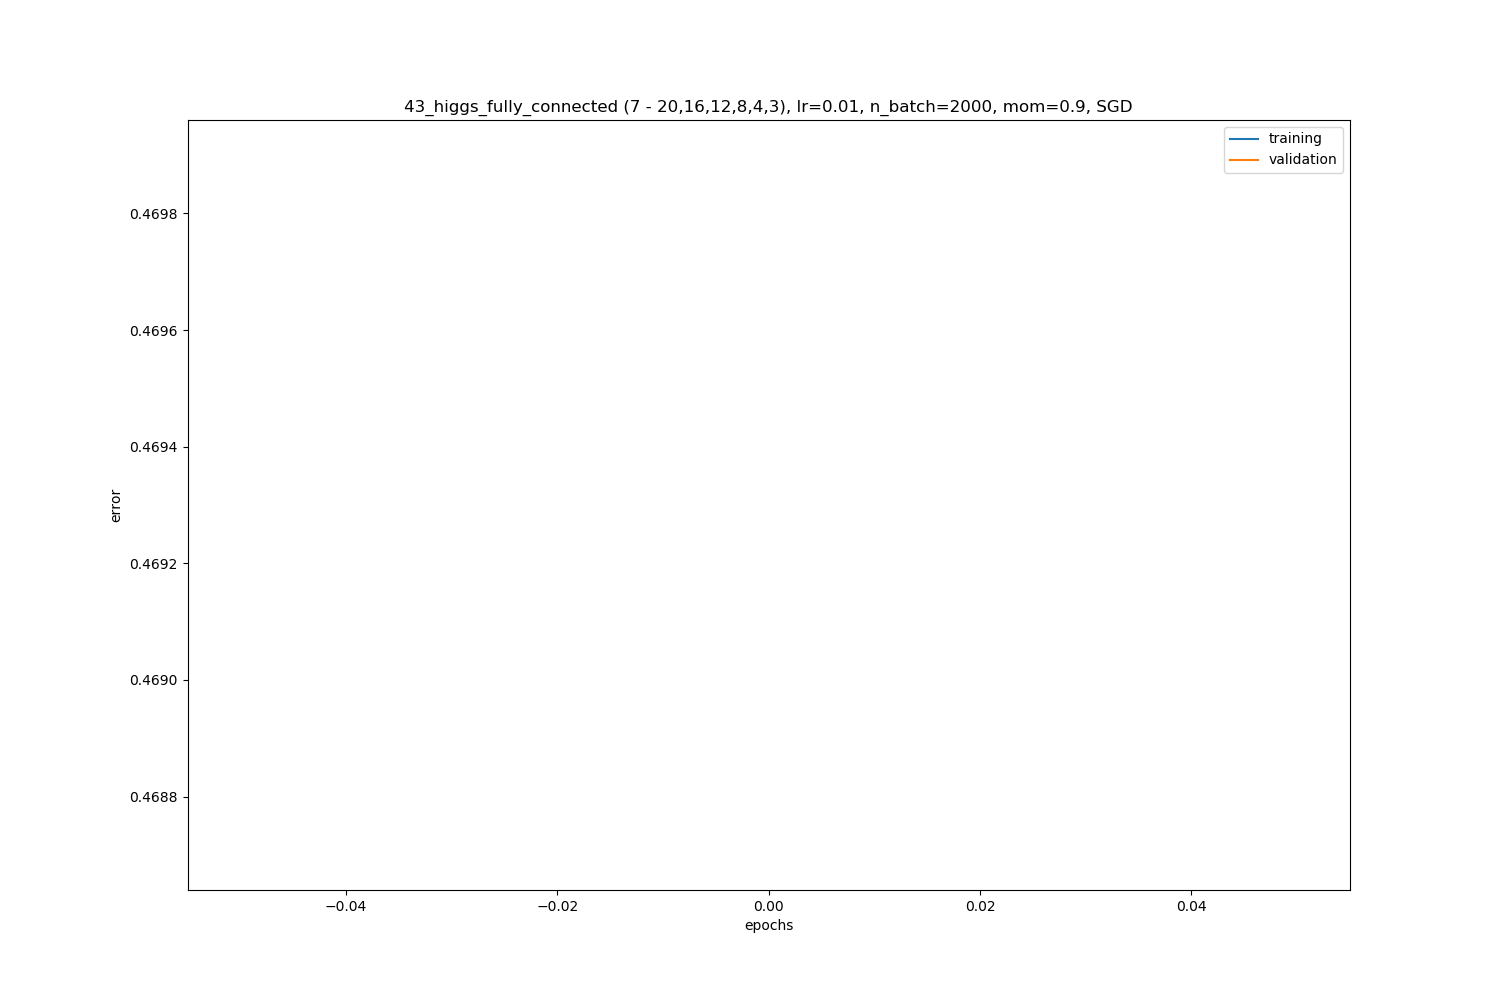 43_higgs_fully_connected (7 - 20,16,12,8,4,3), lr=0.01, n_batch=2000, mom=0.9, SGD
training
validation
0.4698
0.4696
0.4694
error
0.4692
0.4690
0.4688
−0.04 −0.02 0.00 0.02 0.04
epochs